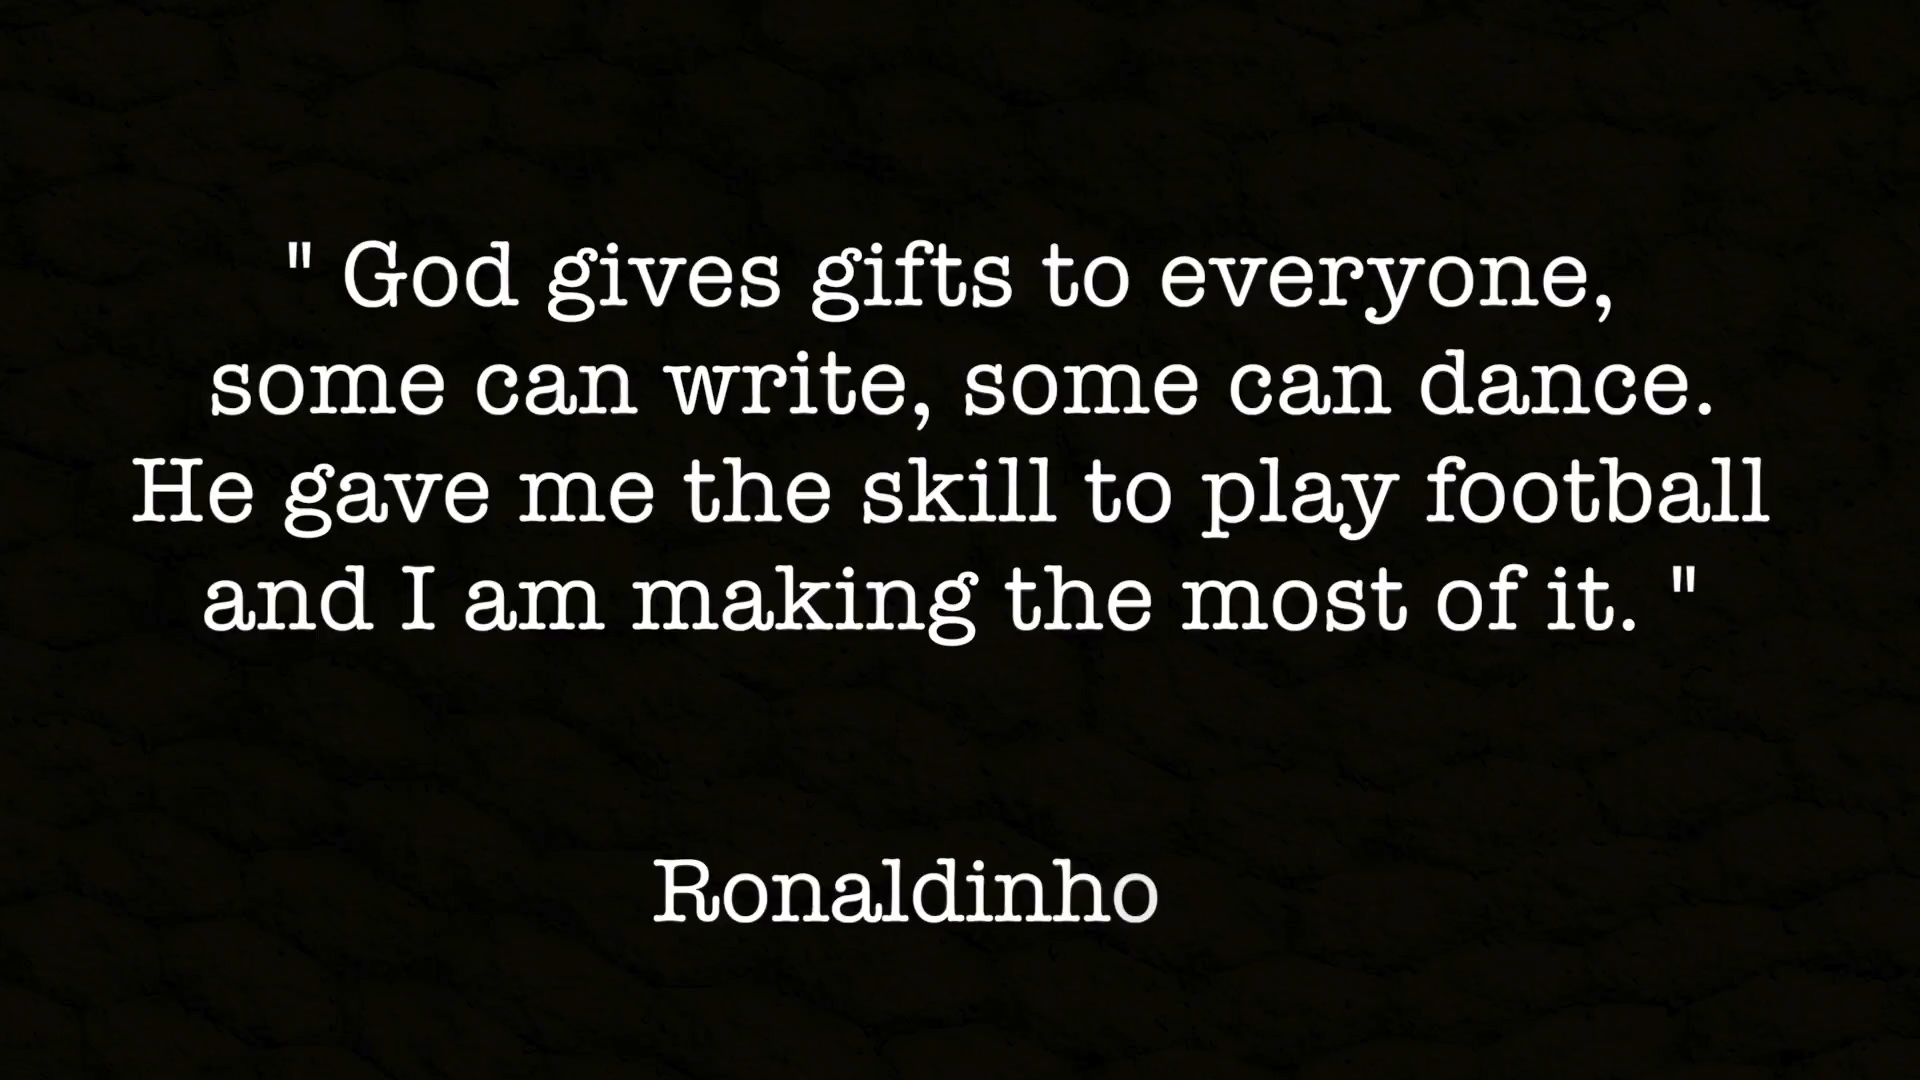 " God gives gifts to everyone,
some can write, some can dance.
He gave me the skill to play football
and I am making the most of it. "
Ronaldinho